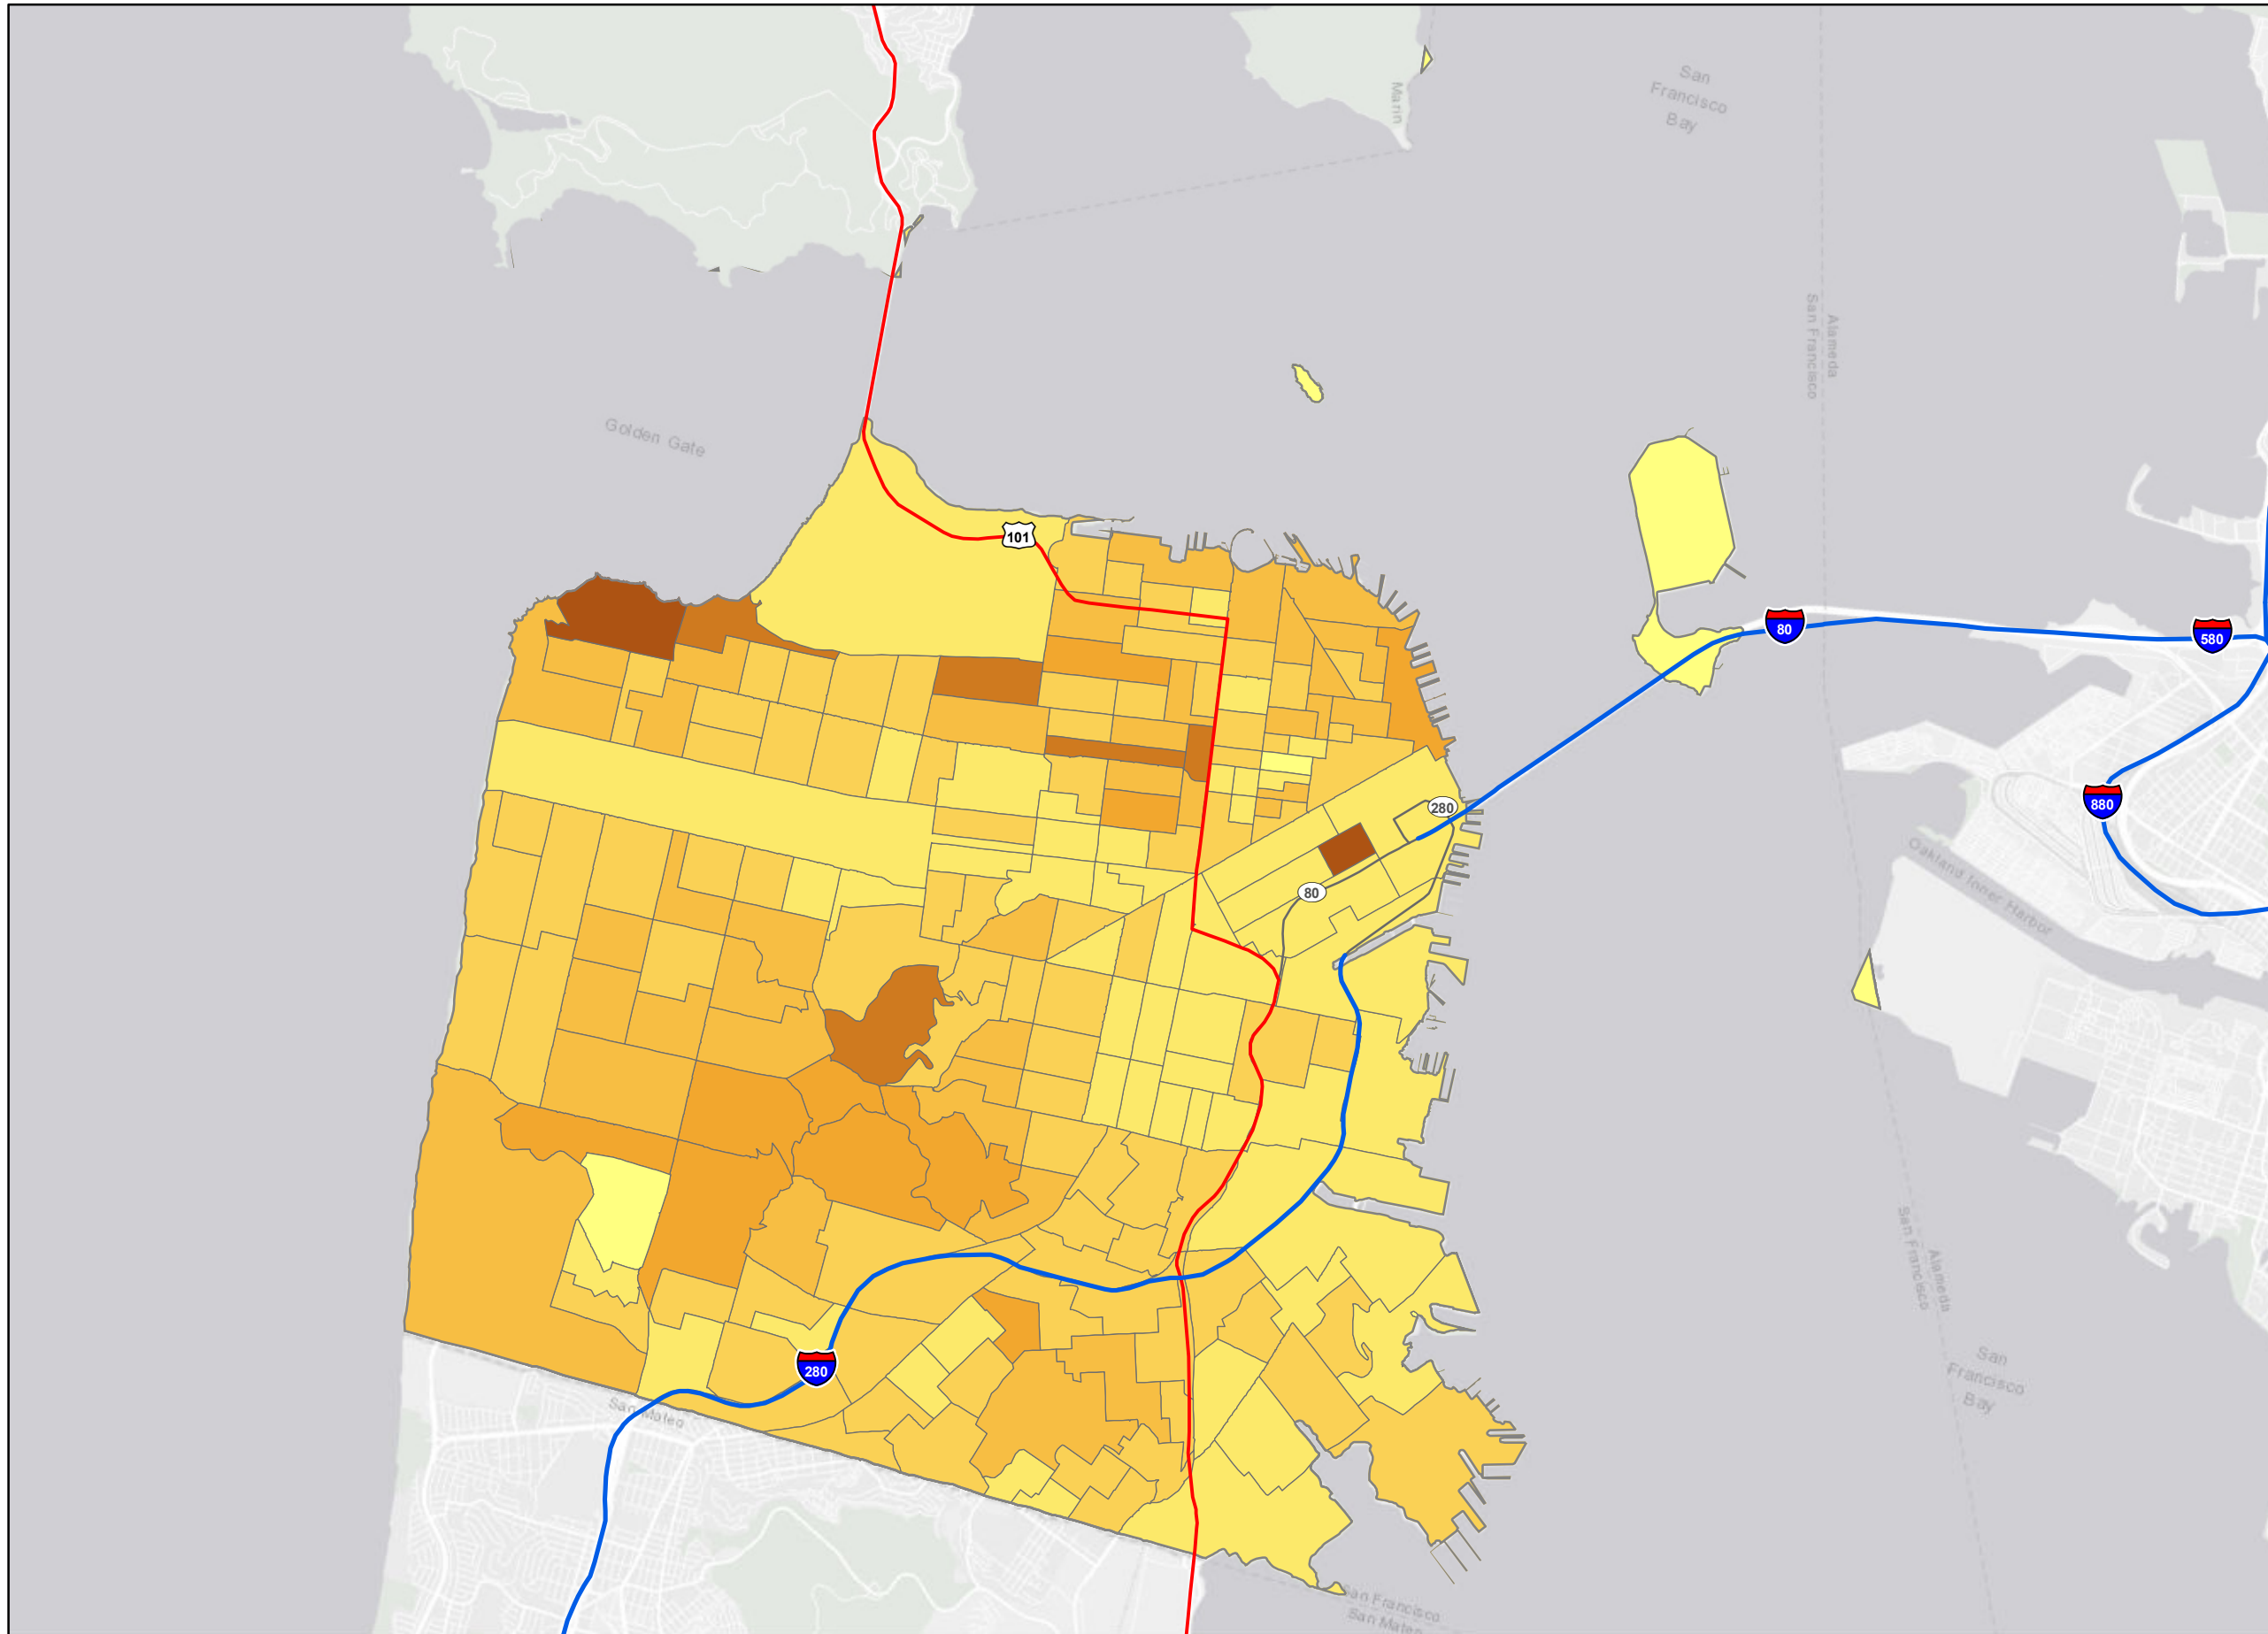 Marin
San
Francisco
Bay
Alameda
San Francisco
Golden Gate
101
80
580
280
880
80
Oakland Inner Harbor
San Francisco
Alameda
280
San Mateo
San
Francisco
Bay
San Francisco
San Mateo